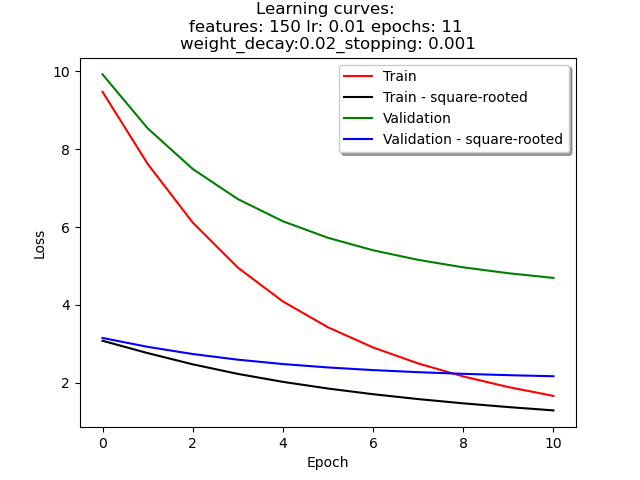 Learning curves:
features: 150 lr: 0.01 epochs: 11
weight_decay:0.02_stopping: 0.001
Train
Train - square-rooted
Validation
Validation - square-rooted
10
8
6
4
2
Loss
0
2
4
6
8
10
Epoch